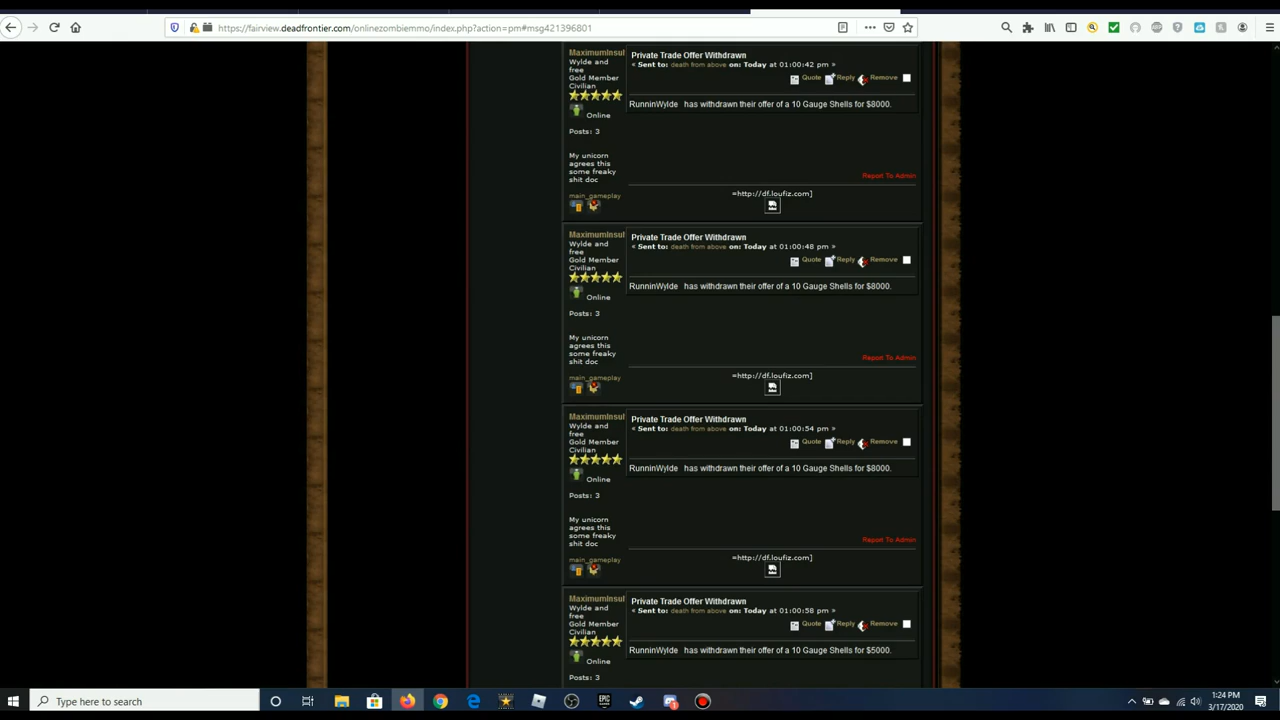 https://fairview.deadfrontier.com/onlinezombiemmo/index.php?action=pm#msg421396801
MaximumInsul
Wylde and
free
Gold Member
Civilian
Online
Posts: 3
My unicorn
agrees this
some freaky
shit doc
main_gameplay
Private Trade Offer Withdrawn
« Sent to: death from above on: Today at 01:00:42 pm »
Quote Reply Remove
RunninWylde has withdrawn their offer of a 10 Gauge Shells for $8000.
Report To Admin
=http://df.loufiz.com]
MaximumInsul
Wylde and
free
Gold Member
Civilian
Online
Posts: 3
My unicorn
agrees this
some freaky
shit doc
main_gameplay
Private Trade Offer Withdrawn
« Sent to: death from above on: Today at 01:00:48 pm »
Quote Reply Remove
RunninWylde has withdrawn their offer of a 10 Gauge Shells for $8000.
Report To Admin
=http://df.loufiz.com]
MaximumInsul
Wylde and
free
Gold Member
Civilian
Online
Posts: 3
My unicorn
agrees this
some freaky
shit doc
main_gameplay
Private Trade Offer Withdrawn
« Sent to: death from above on: Today at 01:00:54 pm »
Quote Reply Remove
RunninWylde has withdrawn their offer of a 10 Gauge Shells for $8000.
Report To Admin
=http://df.loufiz.com]
MaximumInsul
Wylde and
free
Gold Member
Civilian
Online
Posts: 3
Private Trade Offer Withdrawn
« Sent to: death from above on: Today at 01:00:58 pm »
Quote Reply Remove
RunninWylde has withdrawn their offer of a 10 Gauge Shells for $5000.
Type here to search
EPIC
1:24 PM
3/17/2020